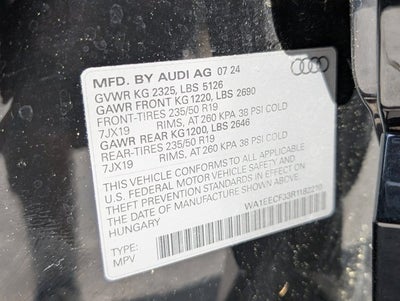 MFD. BY AUDI AG 07 24
GVWR KG 2325, LBS 5126
GAWR FRONT KG 1220, LBS 2690
FRONT-TIRES 235/50 R19
7JX19 RIMS, AT 260 KPA 38 PSI COLD
GAWR REAR KG1200, LBS 2646
REAR-TIRES 235/50 R19
7JX19 RIMS, AT 260 KPA 38 PSI COLD
THIS VEHICLE CONFORMS TO ALL APPLICABLE
U.S. FEDERAL MOTOR VEHICLE SAFETY AND
THEFT PREVENTION STANDARDS IN EFFECT ON
THE DATE OF MANUFACTURE SHOWN ABOVE
HUNGARY
WA1EECF33R1182210
TYPE:
MPV